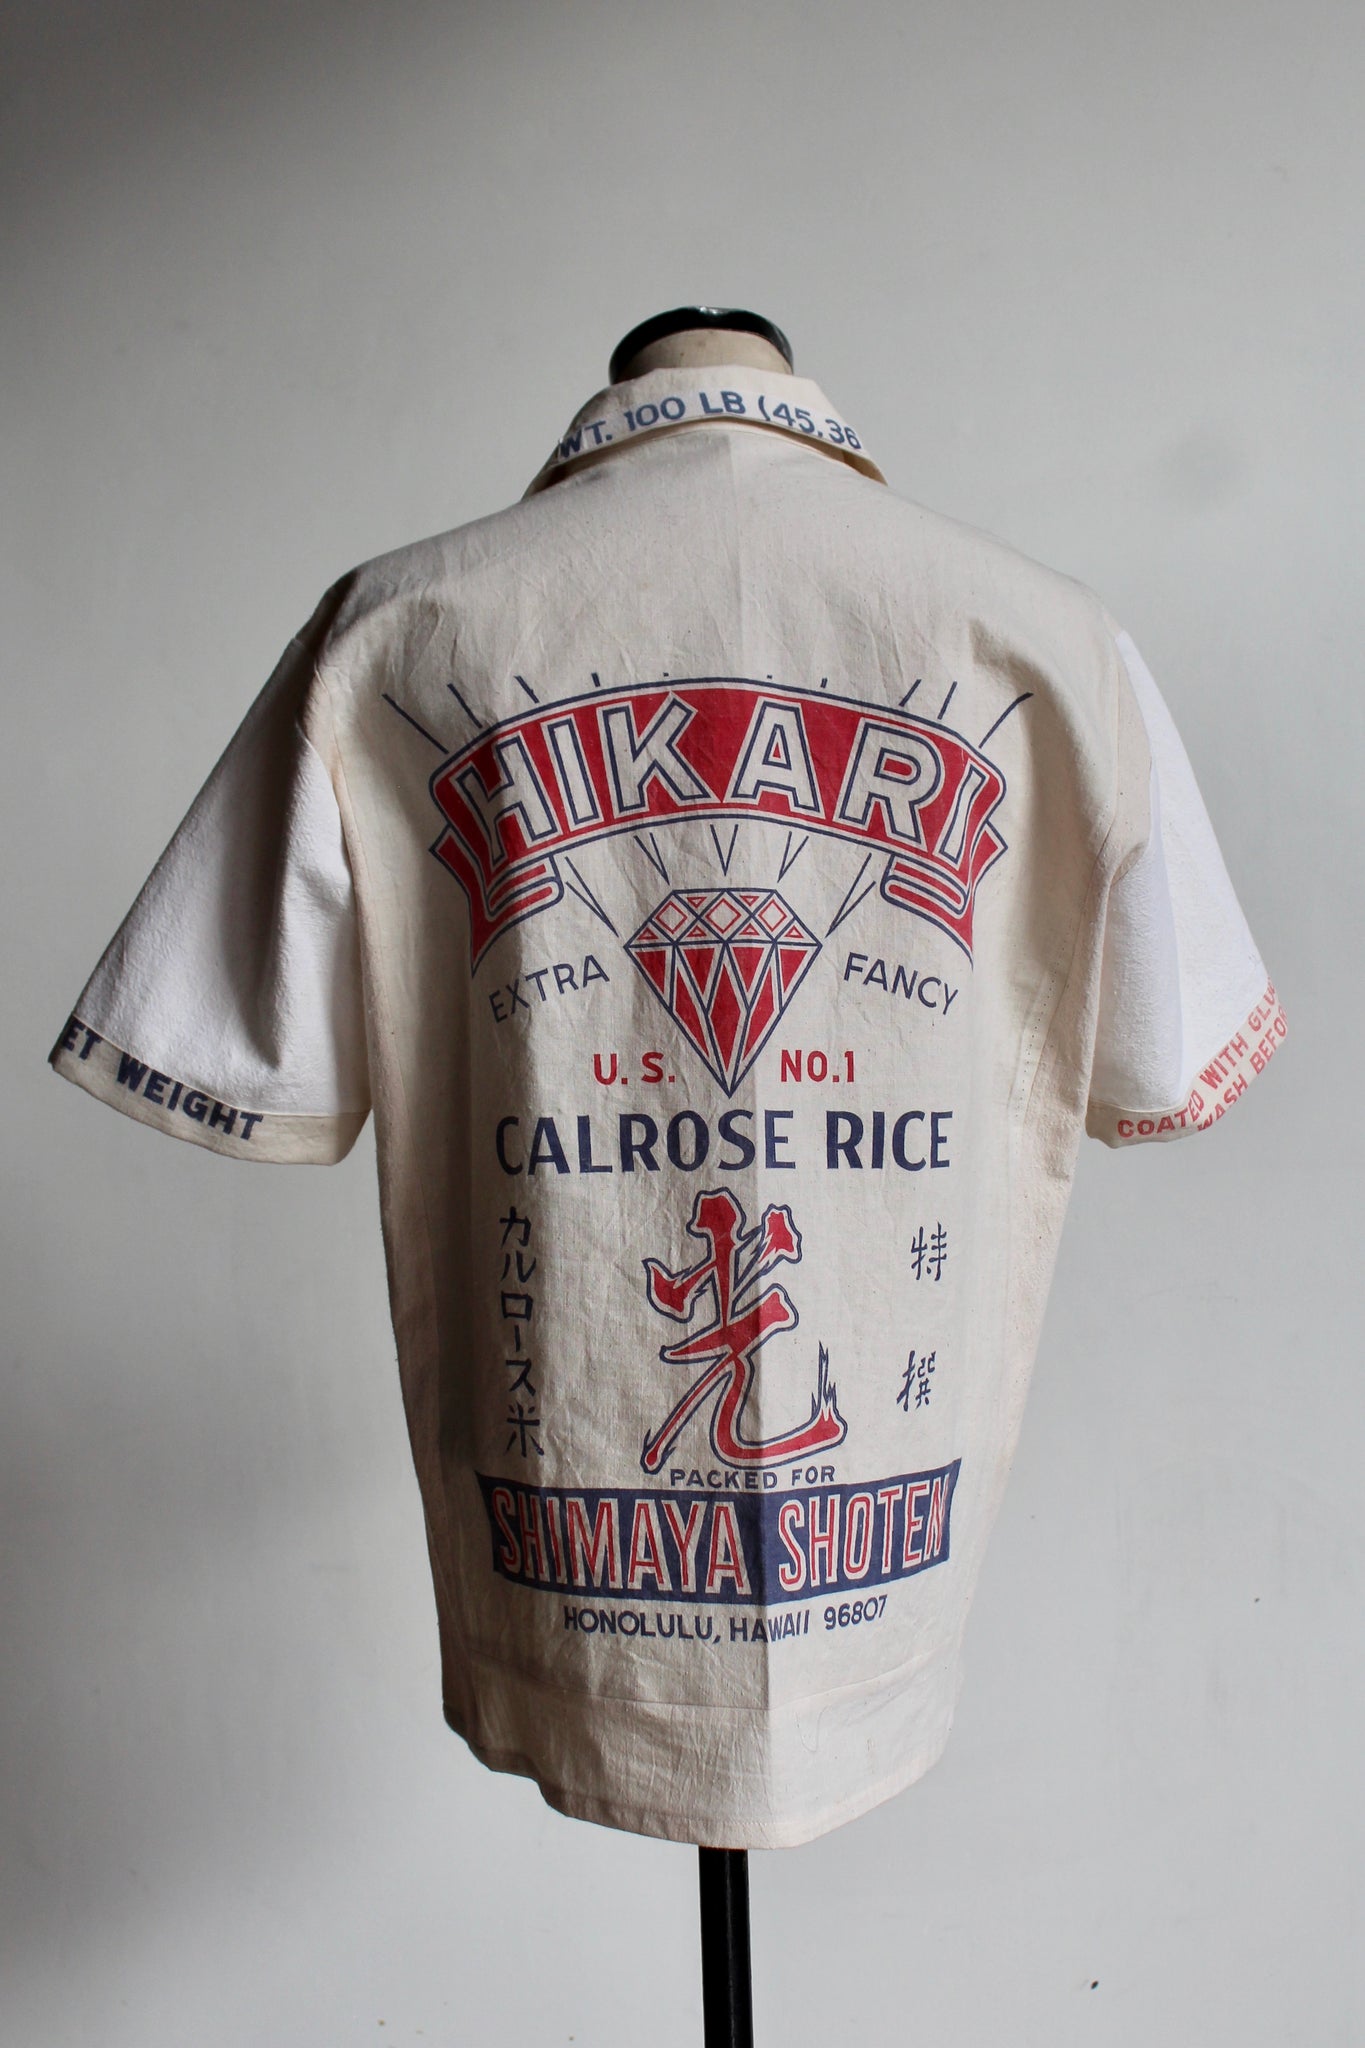 WT. 100 LB (45.36
HIKARI
EXTRA FANCY
U.S. NO.1
CALROSE RICE
カルロース米
光
特撰
PACKED FOR
SHIMAYA SHOTEN
HONOLULU, HAWAII 96807
ET WEIGHT
COATED WITH GLU
WASH BEFOR